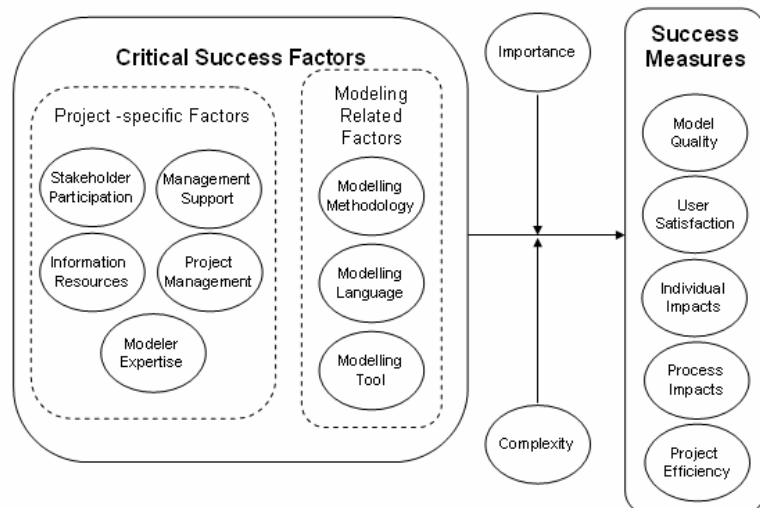 Critical Success Factors
Project -specific Factors
Stakeholder
Participation
Management
Support
Information
Resources
Project
Management
Modeler
Expertise
Modeling
Related
Factors
Modelling
Methodology
Modelling
Language
Modelling
Tool
Importance
Complexity
Success
Measures
Model
Quality
User
Satisfaction
Individual
Impacts
Process
Impacts
Project
Efficiency